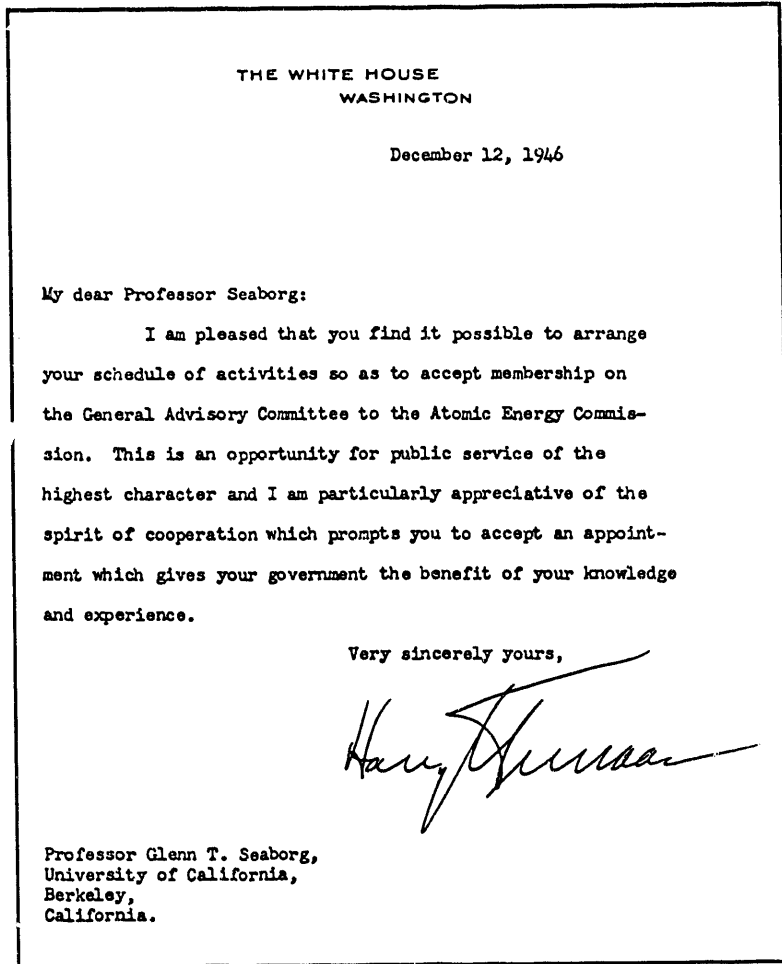 THE WHITE HOUSE
WASHINGTON
December 12, 1946
My dear Professor Seaborg:
I am pleased that you find it possible to arrange
your schedule of activities so as to accept membership on
the General Advisory Committee to the Atomic Energy Commis-
sion. This is an opportunity for public service of the
highest character and I am particularly appreciative of the
spirit of cooperation which prompts you to accept an appoint-
ment which gives your government the benefit of your knowledge
and experience.
Very sincerely yours,
Harry Truman
Professor Glenn T. Seaborg,
University of California,
Berkeley,
California.